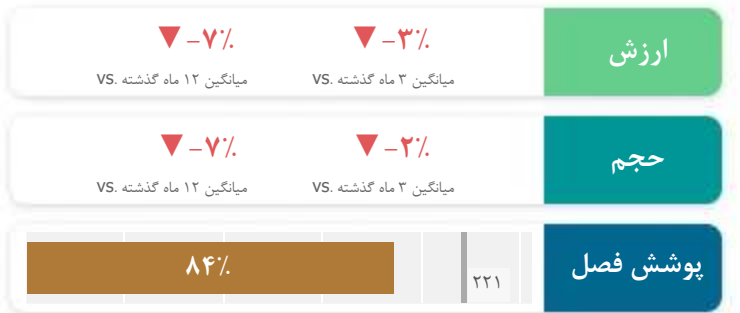 ارزش
▼ -۳٪ ▼ -۷٪
میانگین ۳ ماه گذشته .VS میانگین ۱۲ ماه گذشته .VS
حجم
▼ -۲٪ ▼ -۷٪
میانگین ۳ ماه گذشته .VS میانگین ۱۲ ماه گذشته .VS
پوشش فصل
۸۴٪
۲۲۱